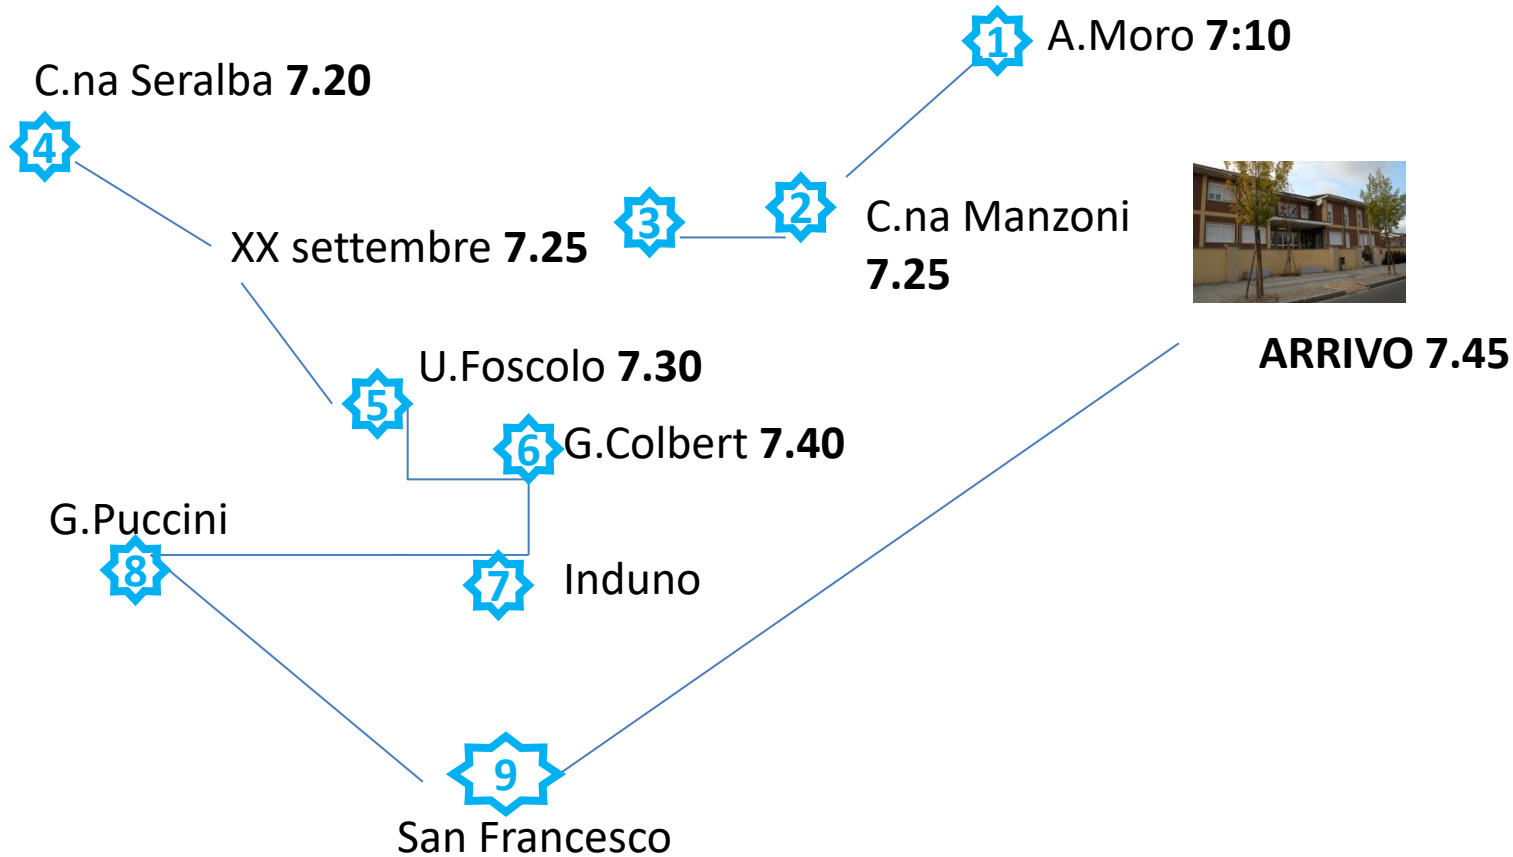 1 A.Moro 7:10
C.na Seralba 7.20
4
2
C.na Manzoni
7.25
XX settembre 7.25 3
ARRIVO 7.45
U.Foscolo 7.30
5
6 G.Colbert 7.40
G.Puccini
8
7 Induno
9
San Francesco